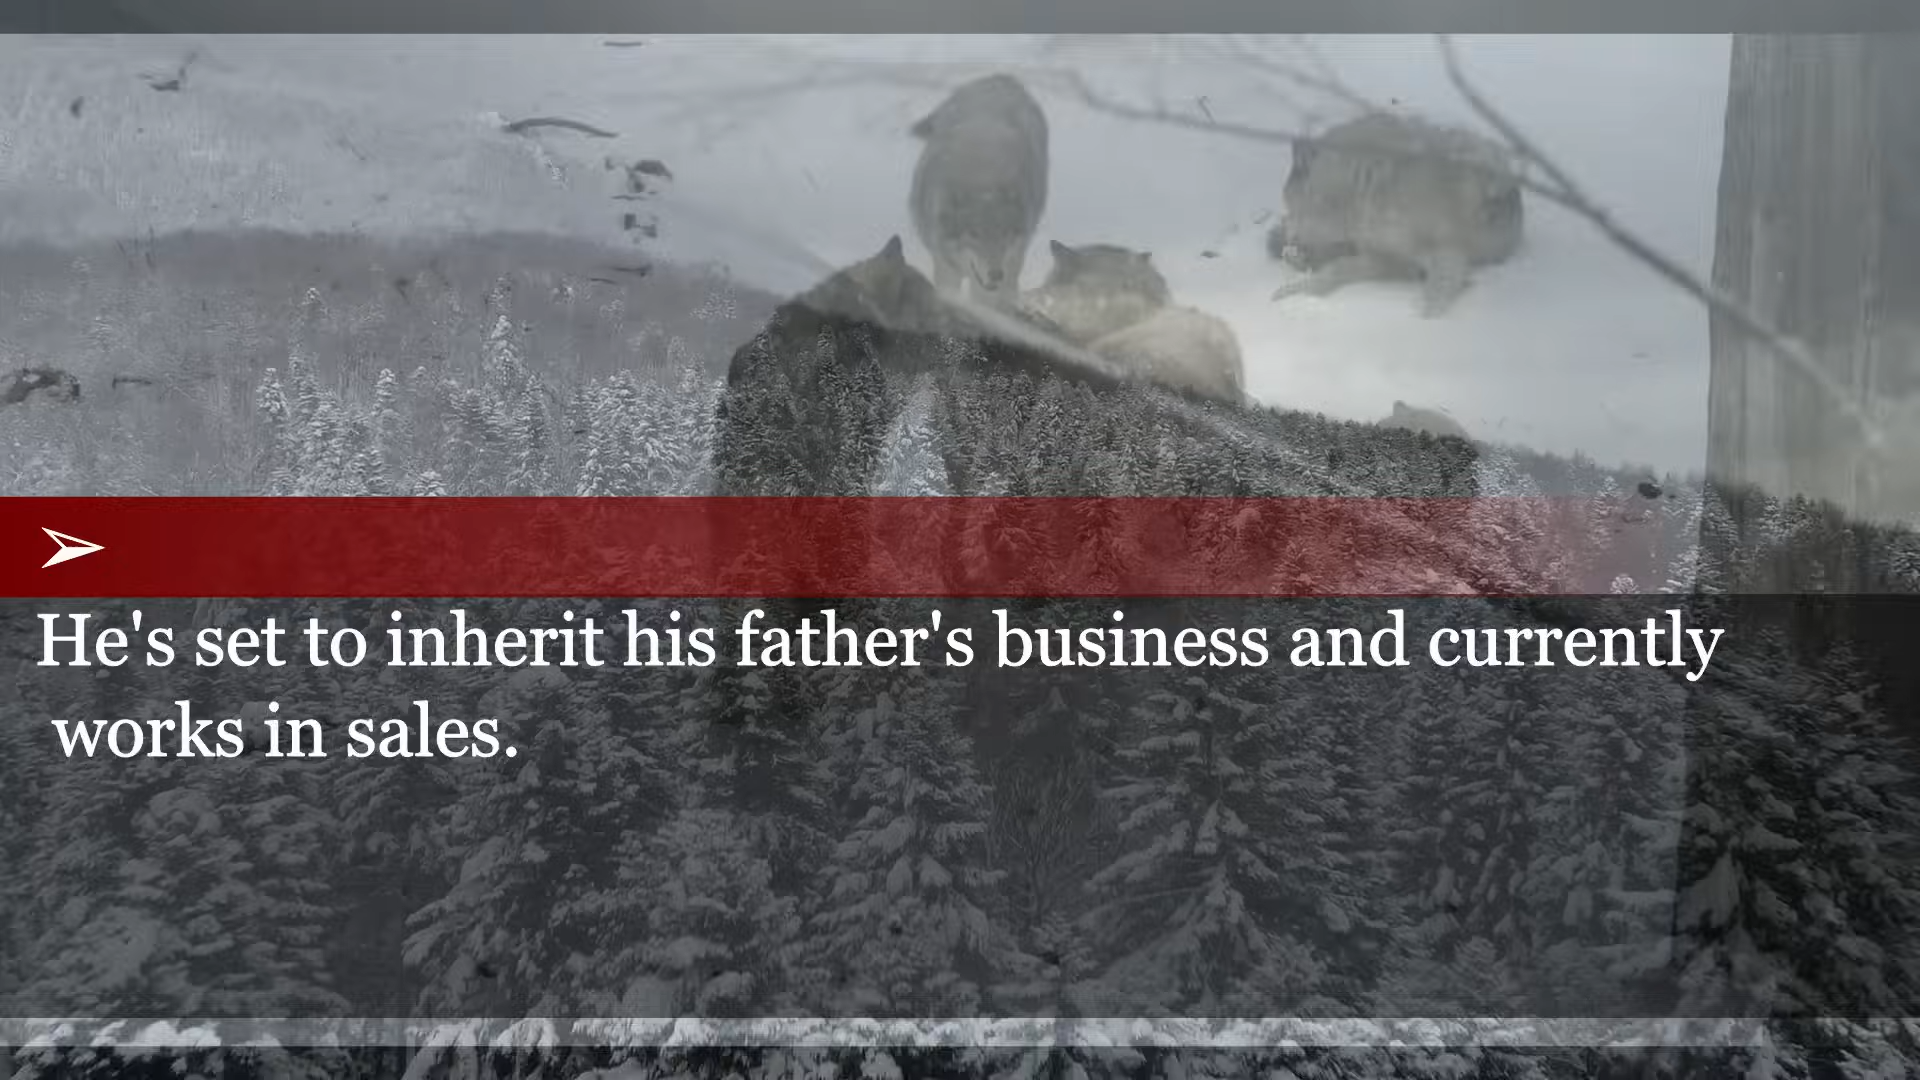 He's set to inherit his father's business and currently
works in sales.